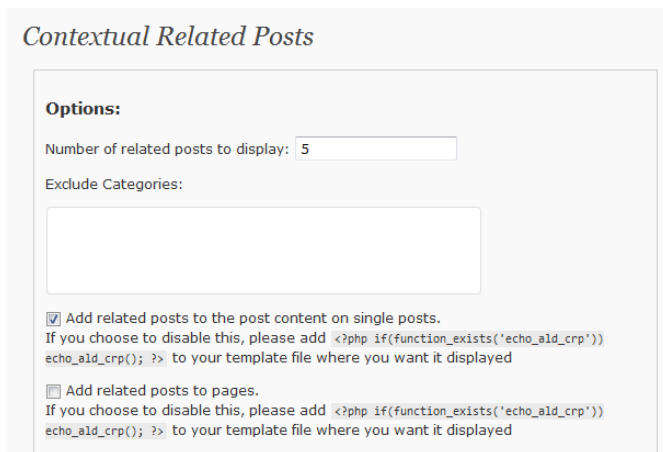 Contextual Related Posts
Options:
Number of related posts to display: 5
Exclude Categories:
Add related posts to the post content on single posts.
If you choose to disable this, please add <?php if(function_exists('echo_ald_crp'))
echo_ald_crp(); ?> to your template file where you want it displayed
Add related posts to pages.
If you choose to disable this, please add <?php if(function_exists('echo_ald_crp'))
echo_ald_crp(); ?> to your template file where you want it displayed